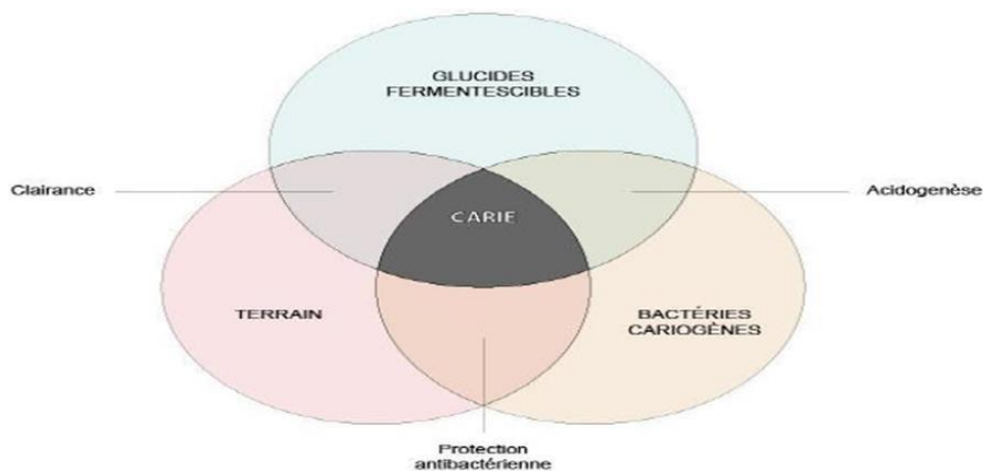 GLUCIDES
FERMENTESCIBLES
Clairance
Acidogenèse
CARIE
TERRAIN
BACTÉRIES
CARIOGÈNES
Protection
antibactérienne